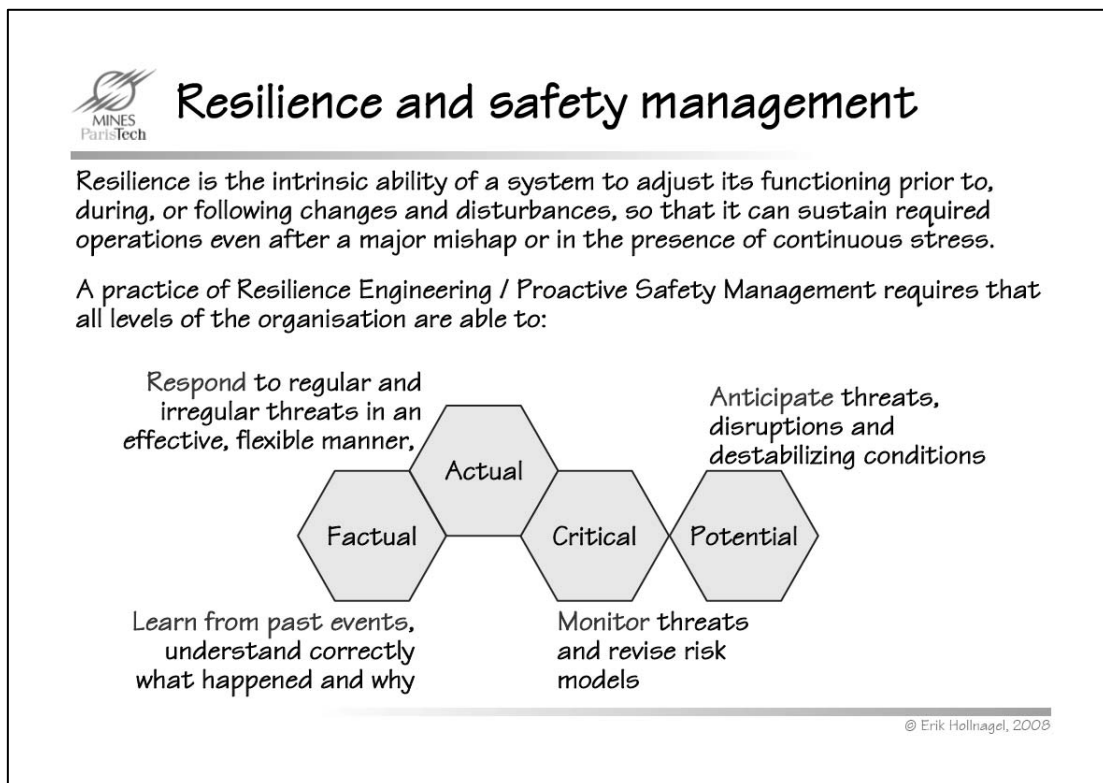 MINES
ParisTech
Resilience and safety management
Resilience is the intrinsic ability of a system to adjust its functioning prior to,
during, or following changes and disturbances, so that it can sustain required
operations even after a major mishap or in the presence of continuous stress.
A practice of Resilience Engineering / Proactive Safety Management requires that
all levels of the organisation are able to:
Respond to regular and
irregular threats in an
effective, flexible manner,
Anticipate threats,
disruptions and
destabilizing conditions
Actual
Factual
Critical
Potential
Learn from past events,
understand correctly
what happened and why
Monitor threats
and revise risk
models
© Erik Hollnagel, 2008